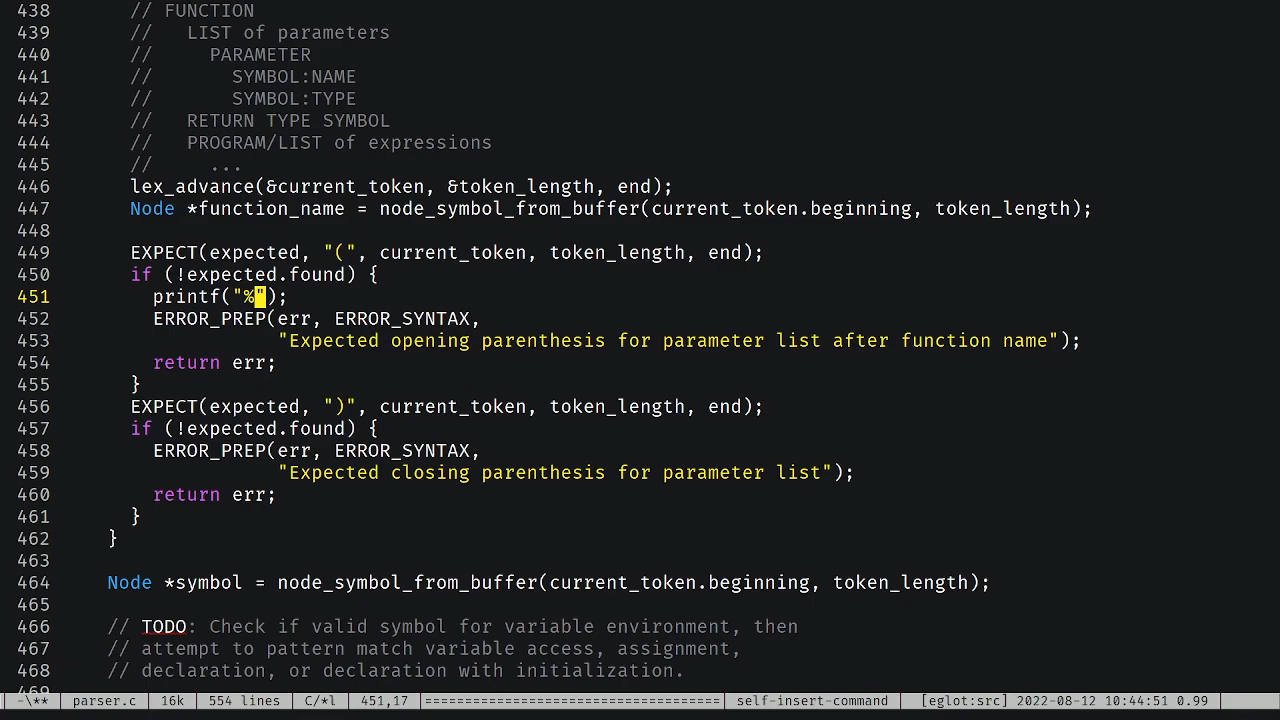 438 // FUNCTION
439 // LIST of parameters
440 // PARAMETER
441 // SYMBOL:NAME
442 // SYMBOL:TYPE
443 // RETURN TYPE SYMBOL
444 // PROGRAM/LIST of expressions
445 // ...
446 lex_advance(&current_token, &token_length, end);
447 Node *function_name = node_symbol_from_buffer(current_token.beginning, token_length);
448
449 EXPECT(expected, "(", current_token, token_length, end);
450 if (!expected.found) {
451 printf("%");
452 ERROR_PREP(err, ERROR_SYNTAX,
453 "Expected opening parenthesis for parameter list after function name");
454 return err;
455 }
456 EXPECT(expected, ")", current_token, token_length, end);
457 if (!expected.found) {
458 ERROR_PREP(err, ERROR_SYNTAX,
459 "Expected closing parenthesis for parameter list");
460 return err;
461 }
462 }
463
464 Node *symbol = node_symbol_from_buffer(current_token.beginning, token_length);
465
466 // TODO: Check if valid symbol for variable environment, then
467 // attempt to pattern match variable access, assignment,
468 // declaration, or declaration with initialization.
469
-\** parser.c 16k 554 lines C/*l 451,17 ================================== self-insert-command [eglot:src] 2022-08-12 10:44:51 0.99